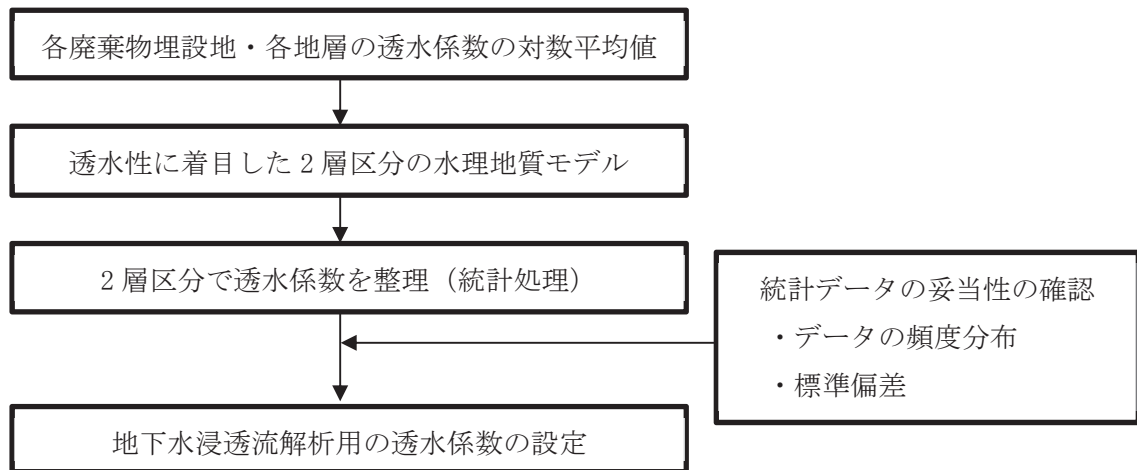 各廃棄物埋設地・各地層の透水係数の対数平均値
透水性に着目した 2 層区分の水理地質モデル
2 層区分で透水係数を整理（統計処理）
統計データの妥当性の確認
・データの頻度分布
・標準偏差
地下水浸透流解析用の透水係数の設定